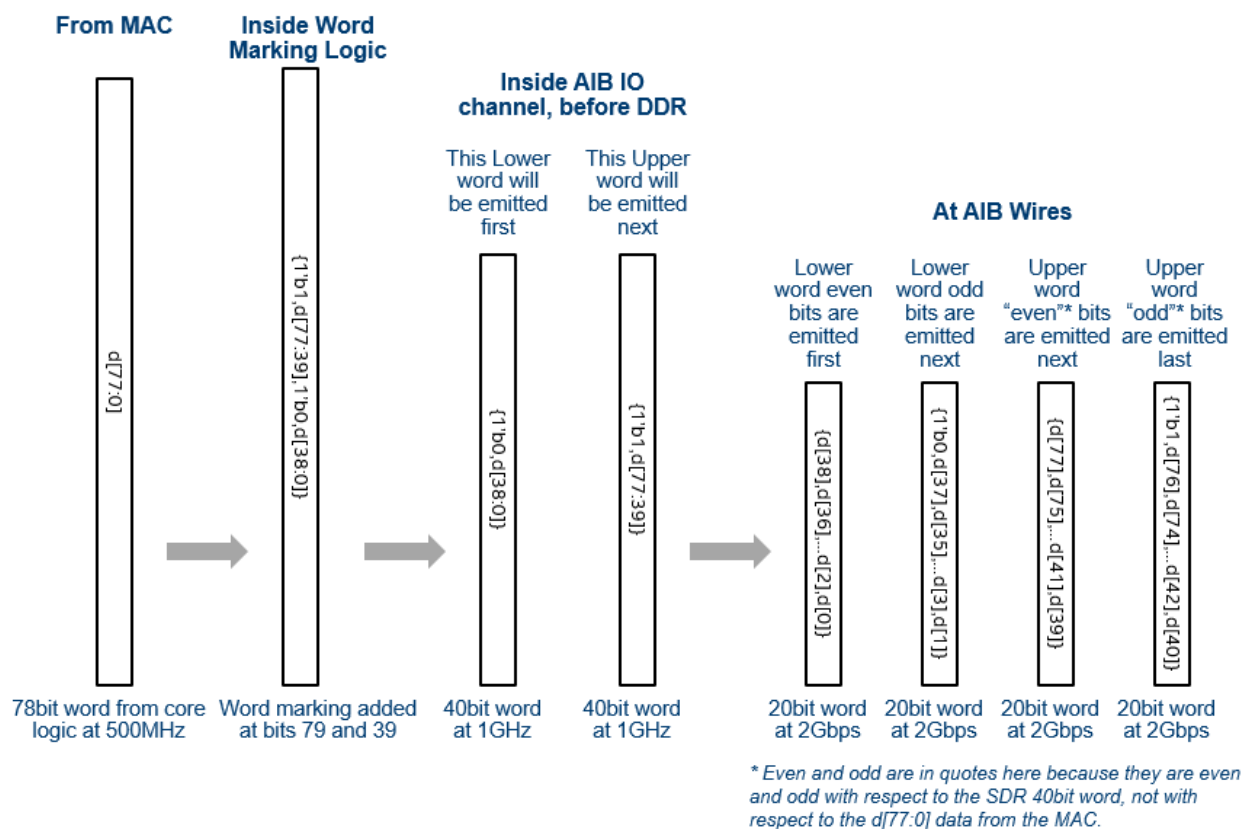 From MAC
Inside Word
Marking Logic
Inside AIB IO
channel, before DDR
This Lower
word will
be emitted
first
This Upper
word will
be emitted
next
At AIB Wires
Lower
word even
bits are
emitted
first
Lower
word odd
bits are
emitted
next
Upper
word
“even”* bits
are emitted
next
Upper
word
“odd”* bits
are emitted
last
d[77:0]
{1'b1,d[77:39],1'b0,d[38:0]}
{1'b0,d[38:0]}
{1'b1,d[77:39]}
{d[38],d[36],...d[2],d[0]}
{1'b0,d[37],d[35],...d[3],d[1]}
{d[77],d[75],...d[41],d[39]}
{1'b1,d[76],d[74],...d[42],d[40]}
78bit word from core
logic at 500MHz
Word marking added
at bits 79 and 39
40bit word
at 1GHz
40bit word
at 1GHz
20bit word
at 2Gbps
20bit word
at 2Gbps
20bit word
at 2Gbps
20bit word
at 2Gbps
* Even and odd are in quotes here because they are even
and odd with respect to the SDR 40bit word, not with
respect to the d[77:0] data from the MAC.